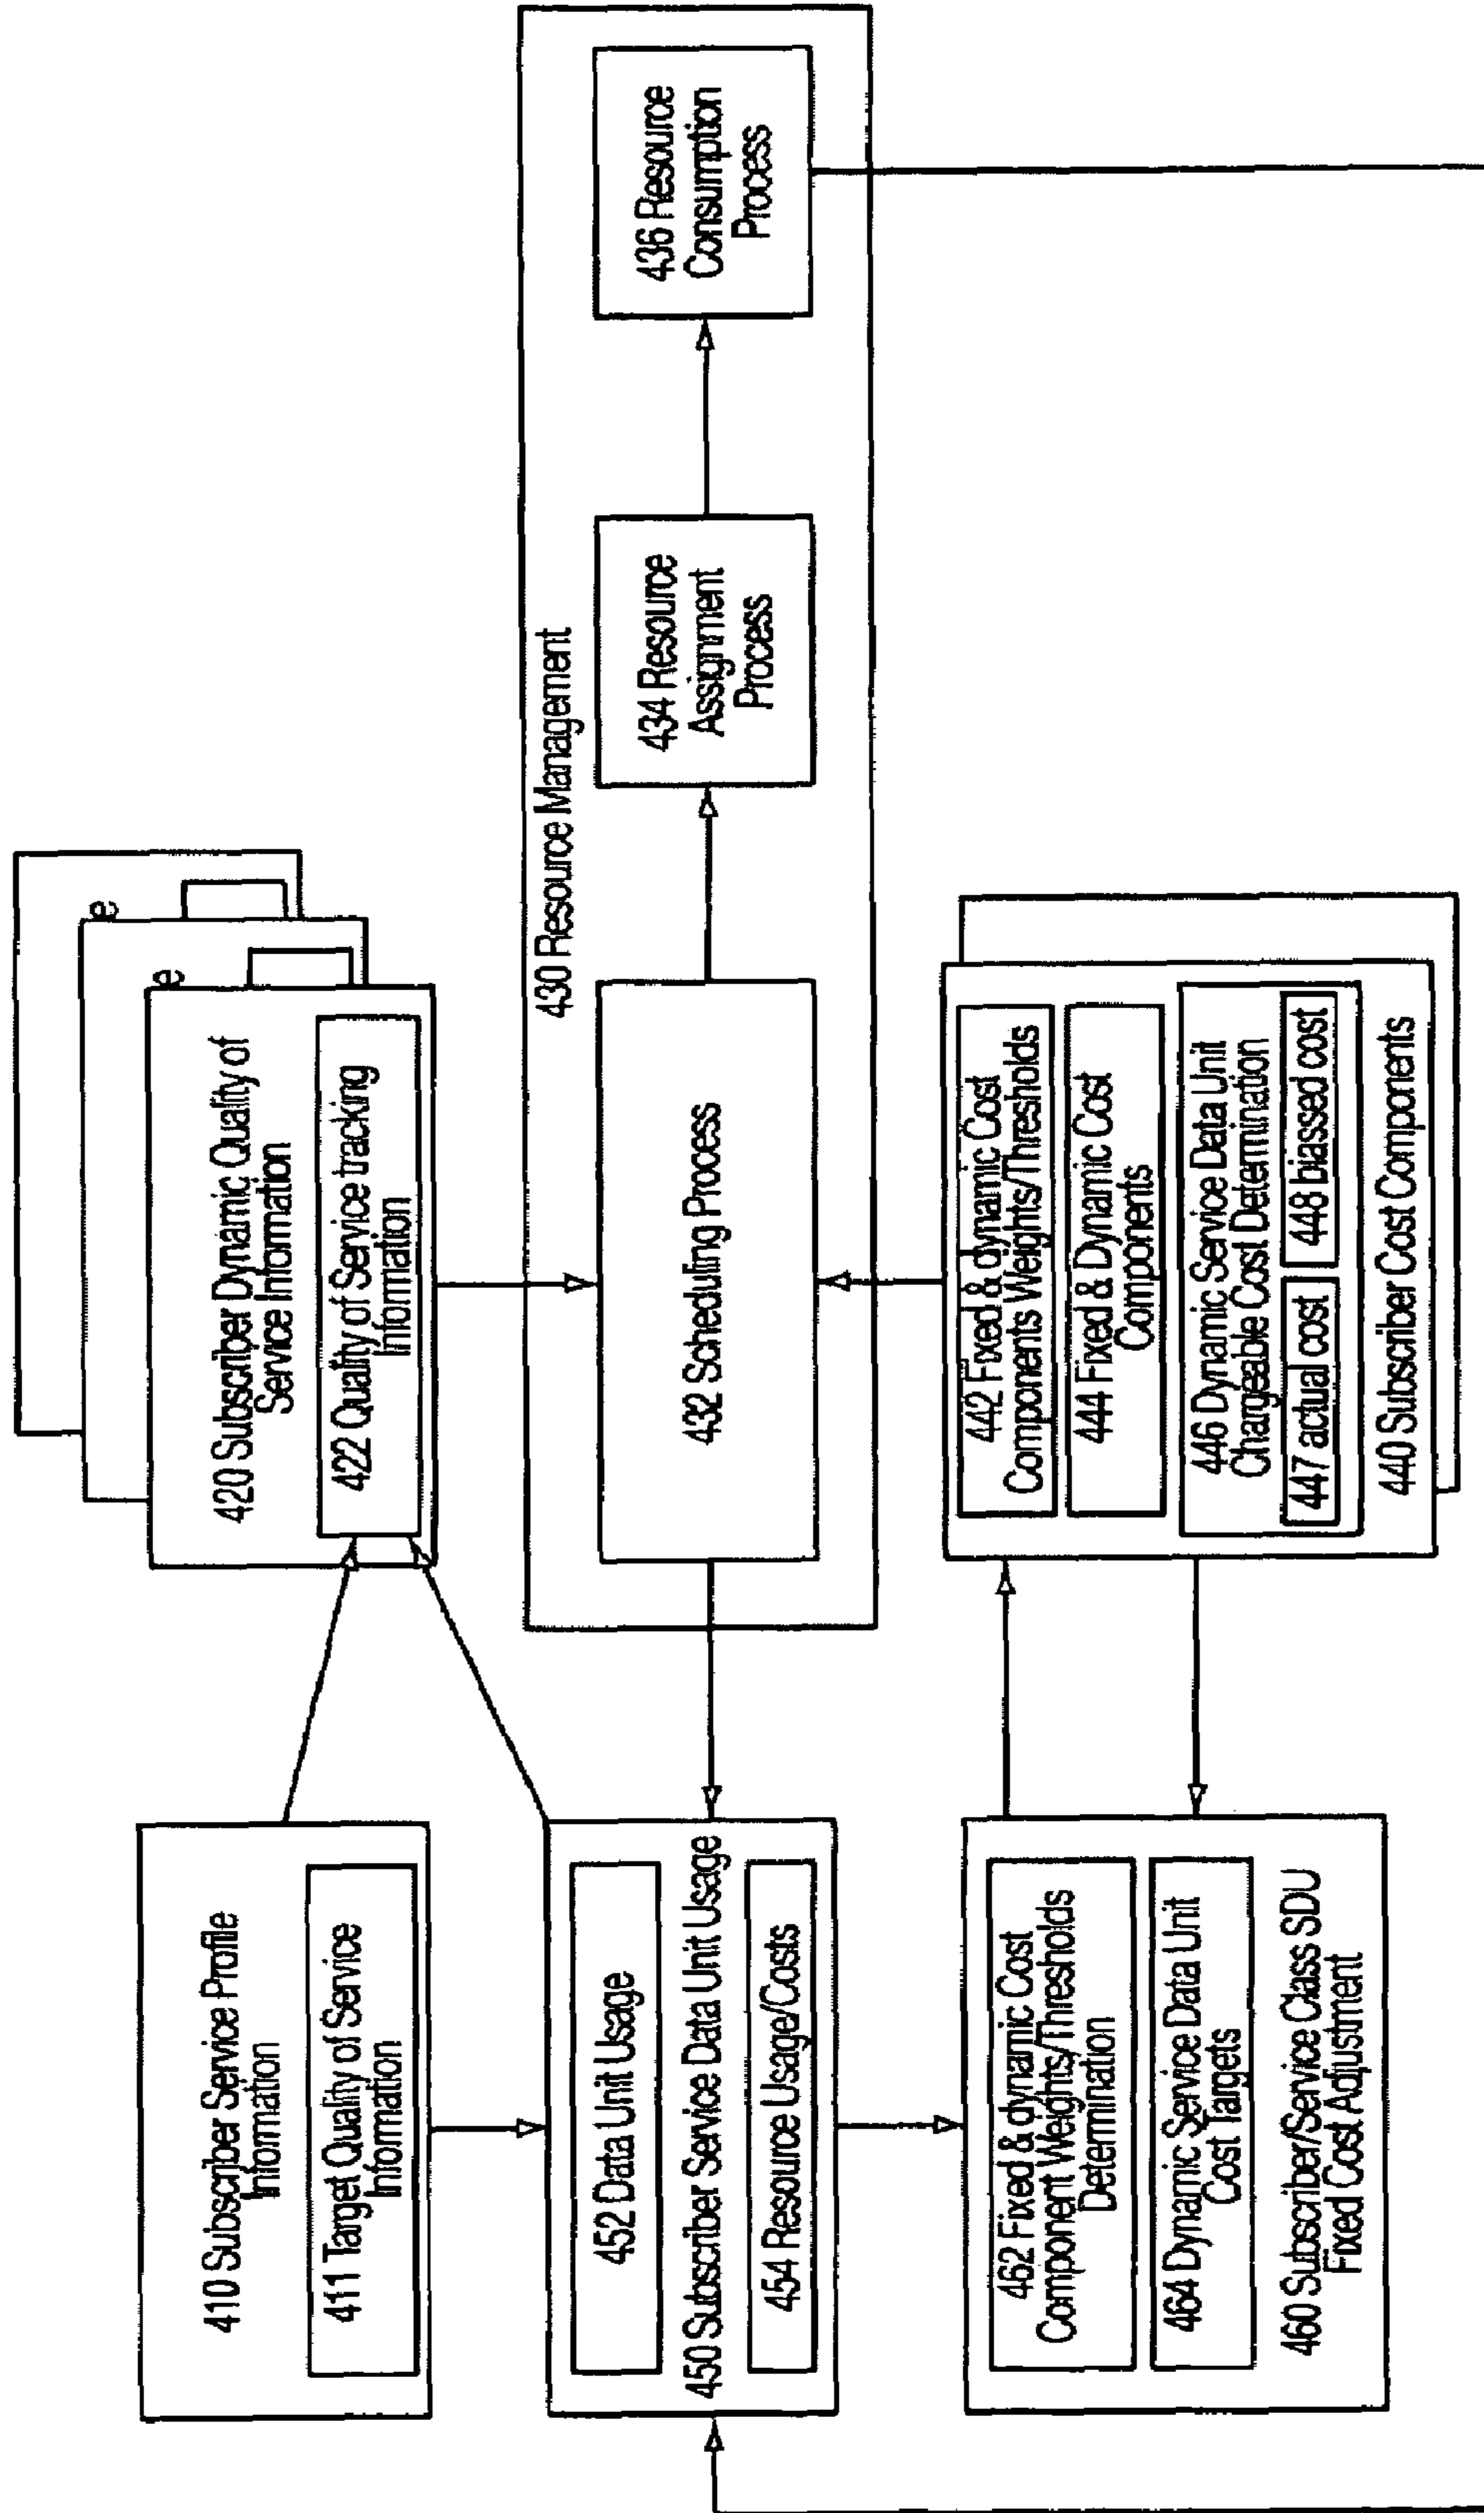 410 Subscriber Service Profile
Information
411 Target Quality of Service
Information
420 Subscriber Dynamic Quality of
Service Information
422 Quality of Service tracking
Information
e
e
430 Resource Management
432 Scheduling Process
434 Resource
Assignment
Process
436 Resource
Consumption
Process
452 Data Unit Usage
450 Subscriber Service Data Unit Usage
454 Resource Usage/Costs
462 Fixed & dynamic Cost
Component Weights/Thresholds
Determination
464 Dynamic Service Data Unit
Cost Targets
460 Subscriber/Service Class SDU
Fixed Cost Adjustment
442 Fixed & dynamic Cost
Components Weights/Thresholds
444 Fixed & Dynamic Cost
Components
446 Dynamic Service Data Unit
Chargeable Cost Determination
447 actual cost
448 biassed cost
440 Subscriber Cost Components